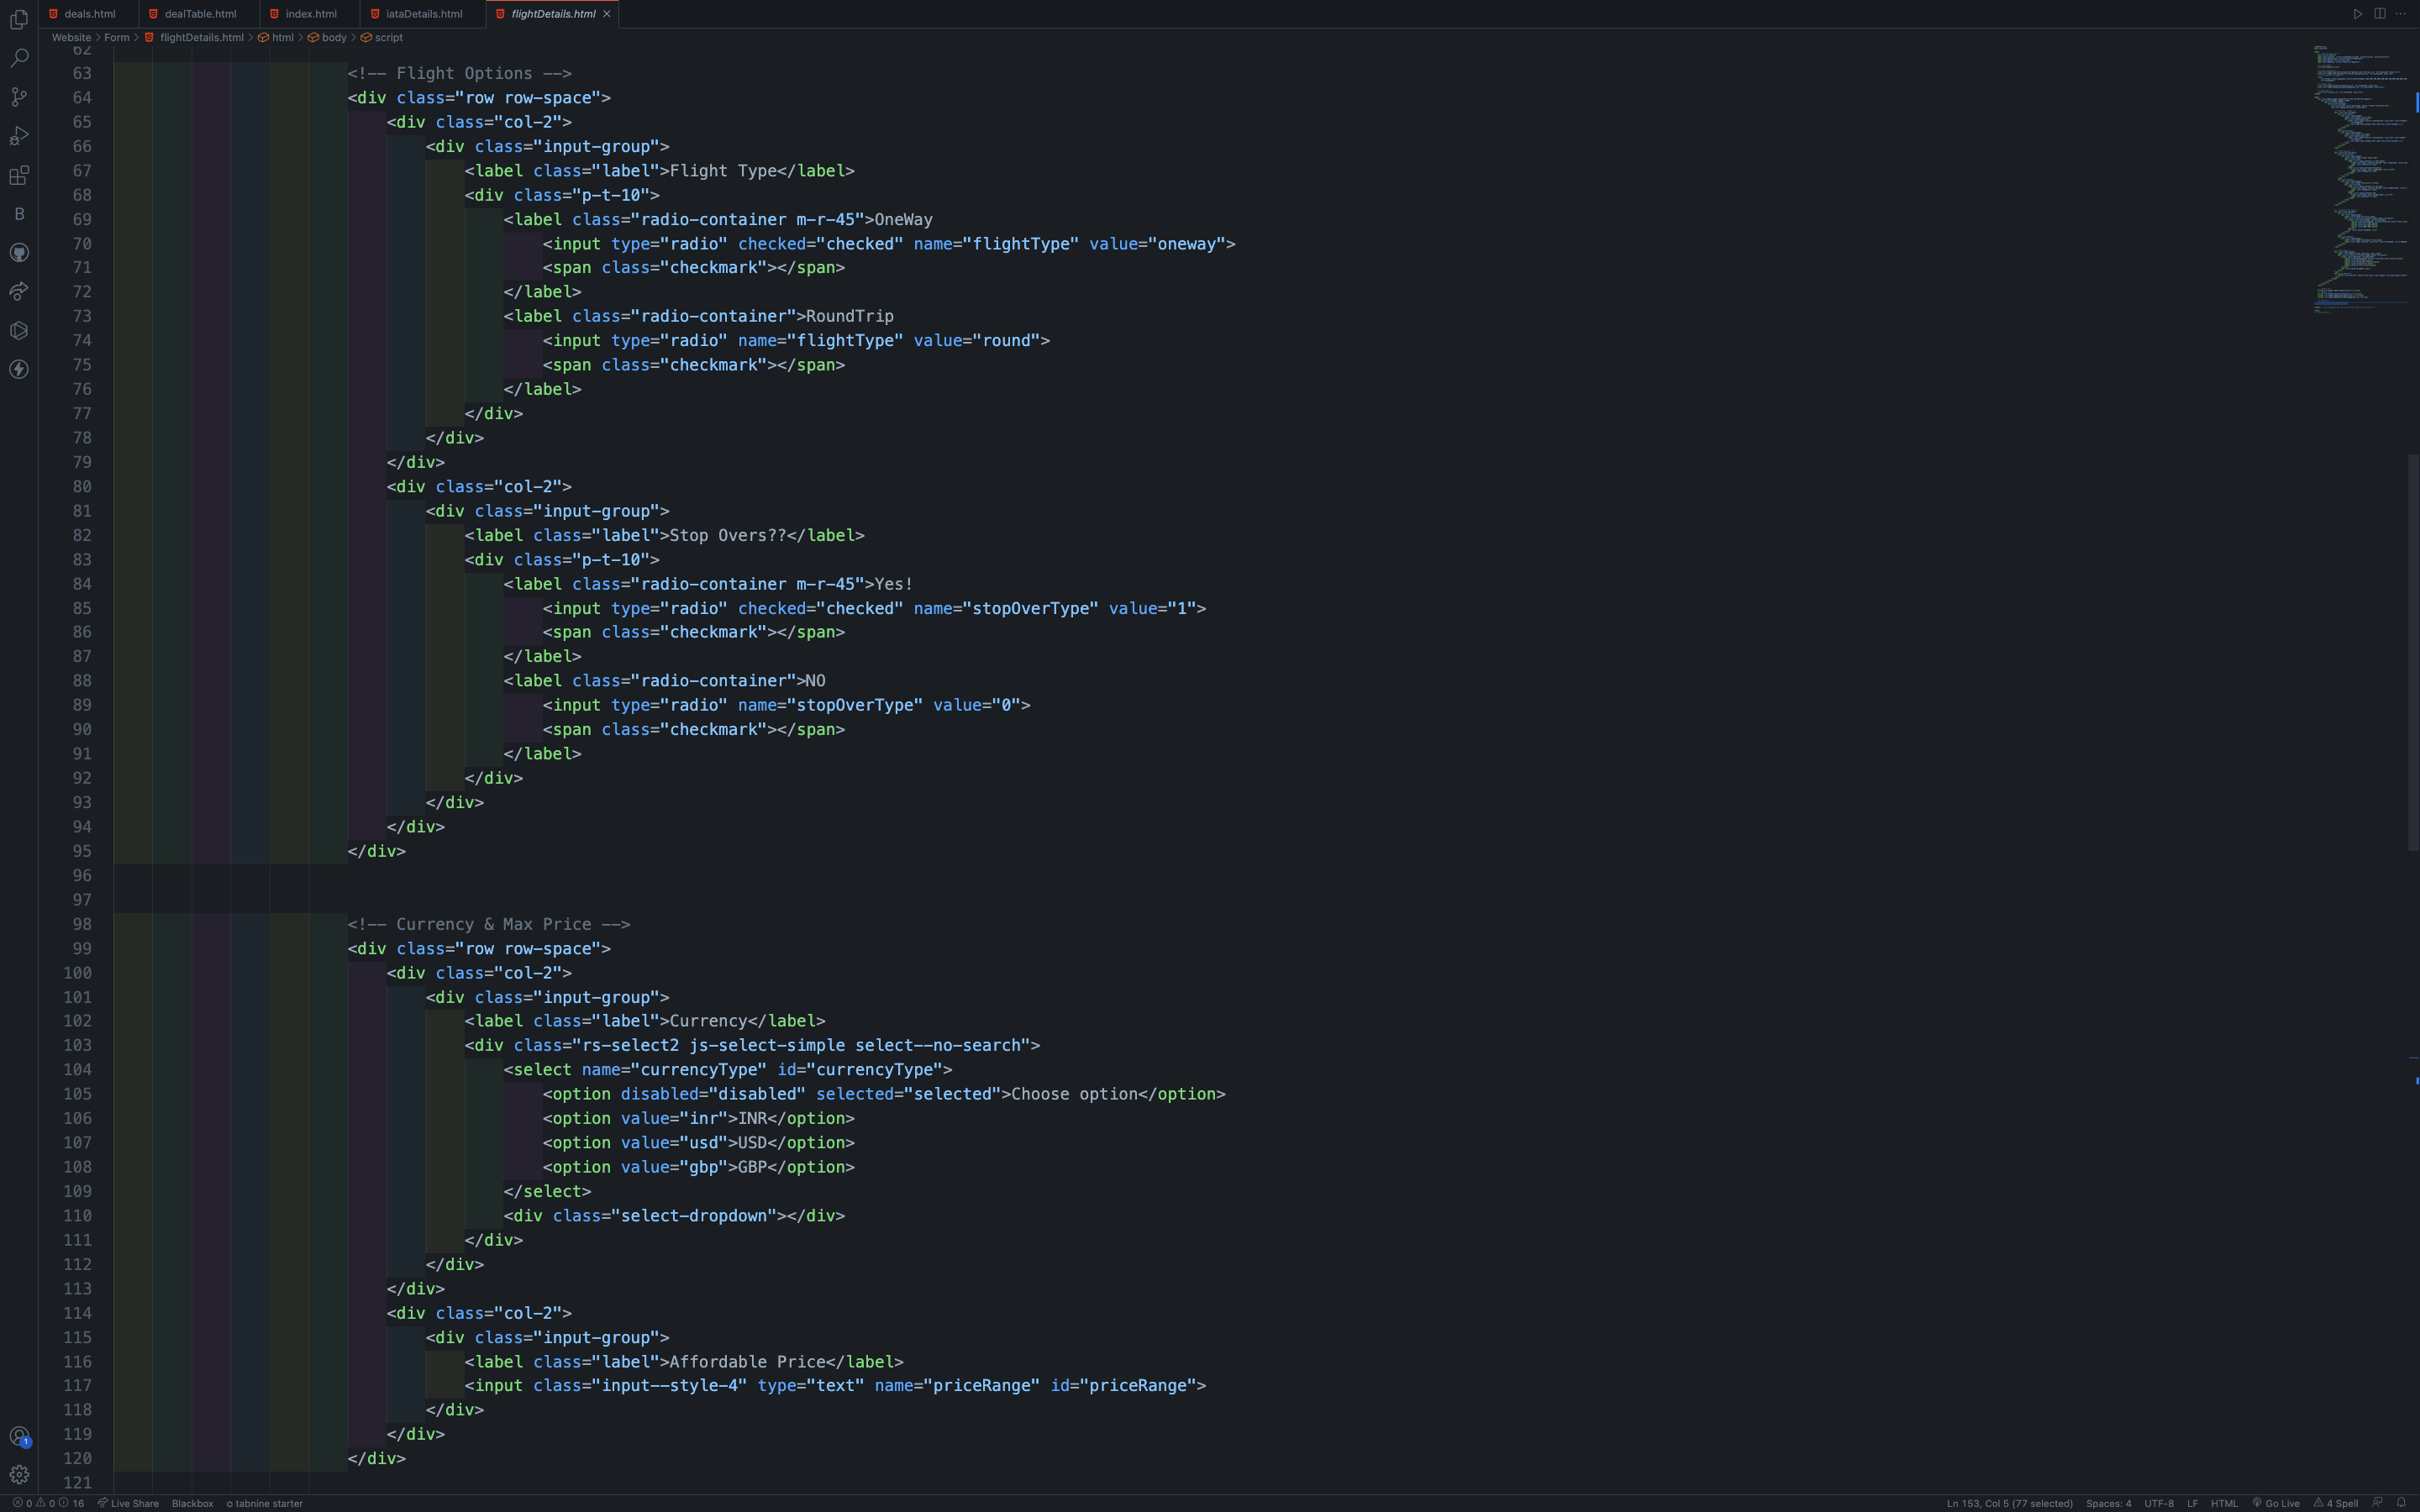 deals.html dealTable.html index.html iataDetails.html flightDetails.html
Website > Form > flightDetails.html > html > body > script
62
63 <!-- Flight Options -->
64 <div class="row row-space">
65 <div class="col-2">
66 <div class="input-group">
67 <label class="label">Flight Type</label>
68 <div class="p-t-10">
69 <label class="radio-container m-r-45">OneWay
70 <input type="radio" checked="checked" name="flightType" value="oneway">
71 <span class="checkmark"></span>
72 </label>
73 <label class="radio-container">RoundTrip
74 <input type="radio" name="flightType" value="round">
75 <span class="checkmark"></span>
76 </label>
77 </div>
78 </div>
79 </div>
80 <div class="col-2">
81 <div class="input-group">
82 <label class="label">Stop Overs??</label>
83 <div class="p-t-10">
84 <label class="radio-container m-r-45">Yes!
85 <input type="radio" checked="checked" name="stopOverType" value="1">
86 <span class="checkmark"></span>
87 </label>
88 <label class="radio-container">NO
89 <input type="radio" name="stopOverType" value="0">
90 <span class="checkmark"></span>
91 </label>
92 </div>
93 </div>
94 </div>
95 </div>
96
97
98 <!-- Currency & Max Price -->
99 <div class="row row-space">
100 <div class="col-2">
101 <div class="input-group">
102 <label class="label">Currency</label>
103 <div class="rs-select2 js-select-simple select--no-search">
104 <select name="currencyType" id="currencyType">
105 <option disabled="disabled" selected="selected">Choose option</option>
106 <option value="inr">INR</option>
107 <option value="usd">USD</option>
108 <option value="gbp">GBP</option>
109 </select>
110 <div class="select-dropdown"></div>
111 </div>
112 </div>
113 </div>
114 <div class="col-2">
115 <div class="input-group">
116 <label class="label">Affordable Price</label>
117 <input class="input--style-4" type="text" name="priceRange" id="priceRange">
118 </div>
119 </div>
120 </div>
121
B
1
0 0 16 Live Share Blackbox tabnine starter Ln 153, Col 5 (77 selected) Spaces: 4 UTF-8 LF HTML Go Live 4 Spell